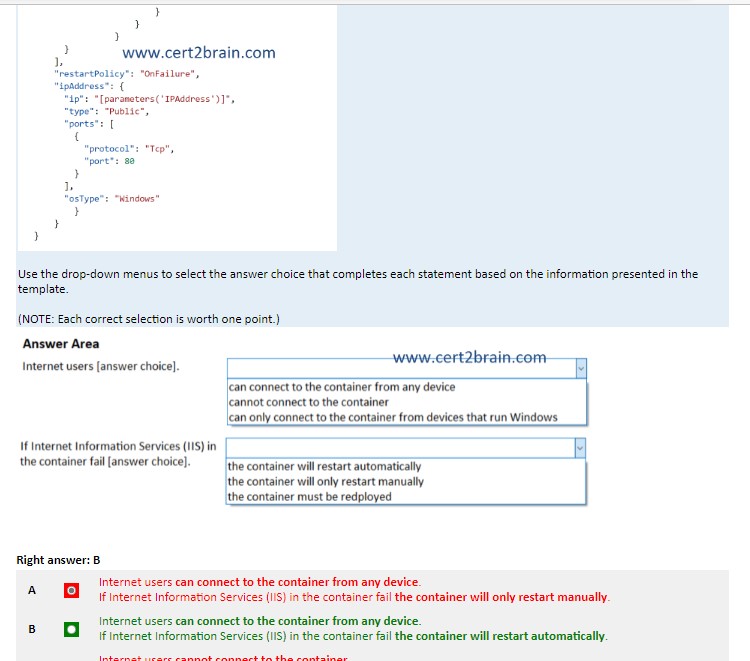 }
}
}
}
www.cert2brain.com
],
"restartPolicy": "OnFailure",
"ipAddress": {
"ip": "[parameters('IPAddress')]",
"type": "Public",
"ports": [
{
"protocol": "Tcp",
"port": 80
}
],
"osType": "Windows"
}
}
}
Use the drop-down menus to select the answer choice that completes each statement based on the information presented in the
template.
(NOTE: Each correct selection is worth one point.)
Answer Area
www.cert2brain.com
Internet users [answer choice].
can connect to the container from any device
cannot connect to the container
can only connect to the container from devices that run Windows
If Internet Information Services (IIS) in
the container fail [answer choice].
the container will restart automatically
the container will only restart manually
the container must be redployed
Right answer: B
A
Internet users can connect to the container from any device.
If Internet Information Services (IIS) in the container fail the container will only restart manually.
B
Internet users can connect to the container from any device.
If Internet Information Services (IIS) in the container fail the container will restart automatically.
Internet users cannot connect to the container